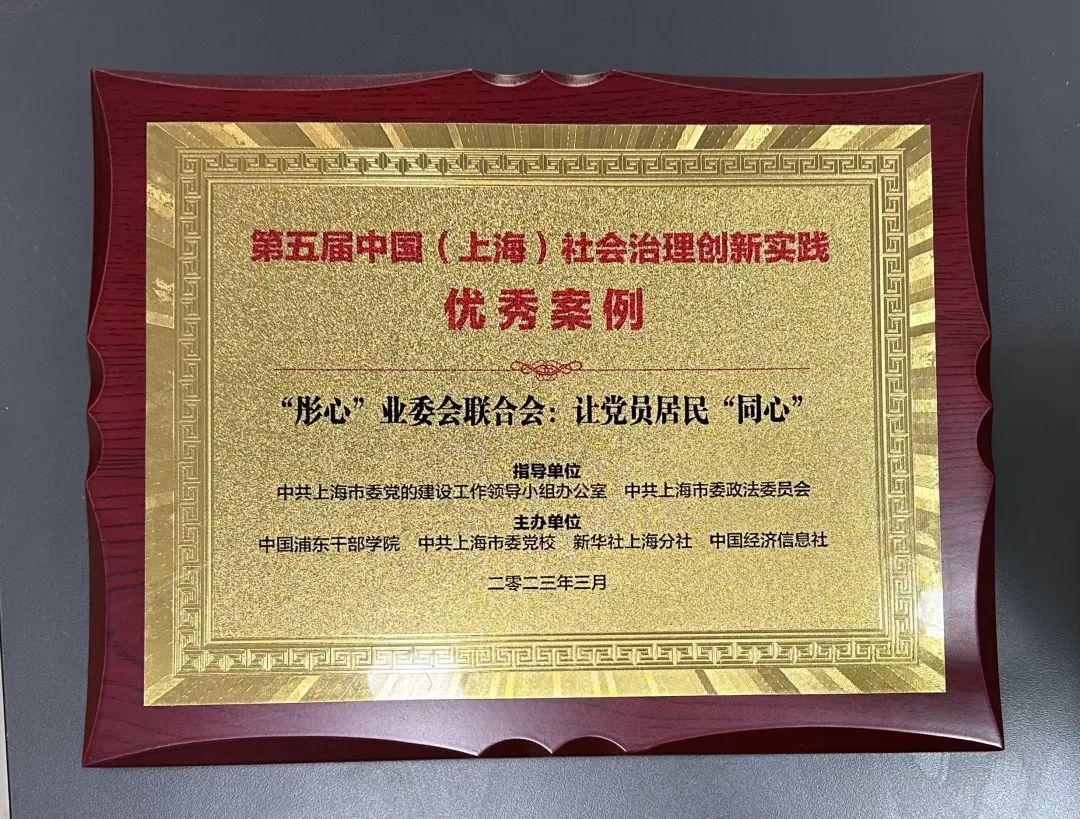 第五届中国（上海）社会治理创新实践
优秀案例
“彤心”业委会联合会：让党员居民“同心”
指导单位
中共上海市委党的建设工作领导小组办公室 中共上海市委政法委员会
主办单位
中国浦东干部学院 中共上海市委党校 新华社上海分社 中国经济信息社
二零二三年三月